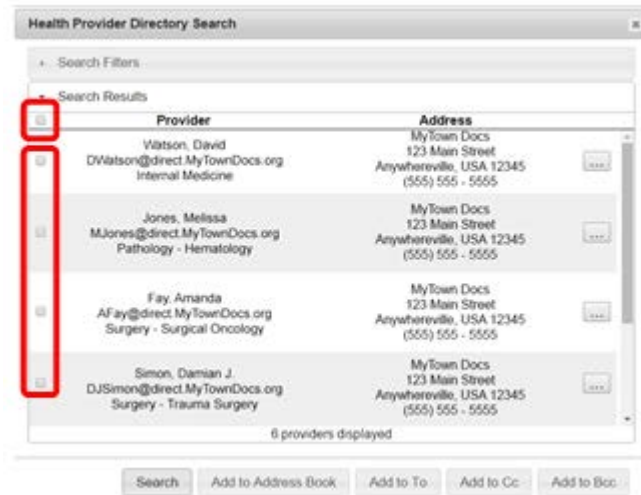 Health Provider Directory Search
Search Filters
Search Results
Provider Address
Watson, David
DWatson@direct.MyTownDocs.org
Internal Medicine
MyTown Docs
123 Main Street
Anywhereville, USA 12345
(555) 555 - 5555
...
Jones, Melissa
MJones@direct.MyTownDocs.org
Pathology - Hematology
MyTown Docs
123 Main Street
Anywhereville, USA 12345
(555) 555 - 5555
...
Fay, Amanda
AFay@direct.MyTownDocs.org
Surgery - Surgical Oncology
MyTown Docs
123 Main Street
Anywhereville, USA 12345
(555) 555 - 5555
...
Simon, Damian J.
DJSimon@direct.MyTownDocs.org
Surgery - Trauma Surgery
MyTown Docs
123 Main Street
Anywhereville, USA 12345
(555) 555 - 5555
...
6 providers displayed
Search Add to Address Book Add to To Add to Cc Add to Bcc